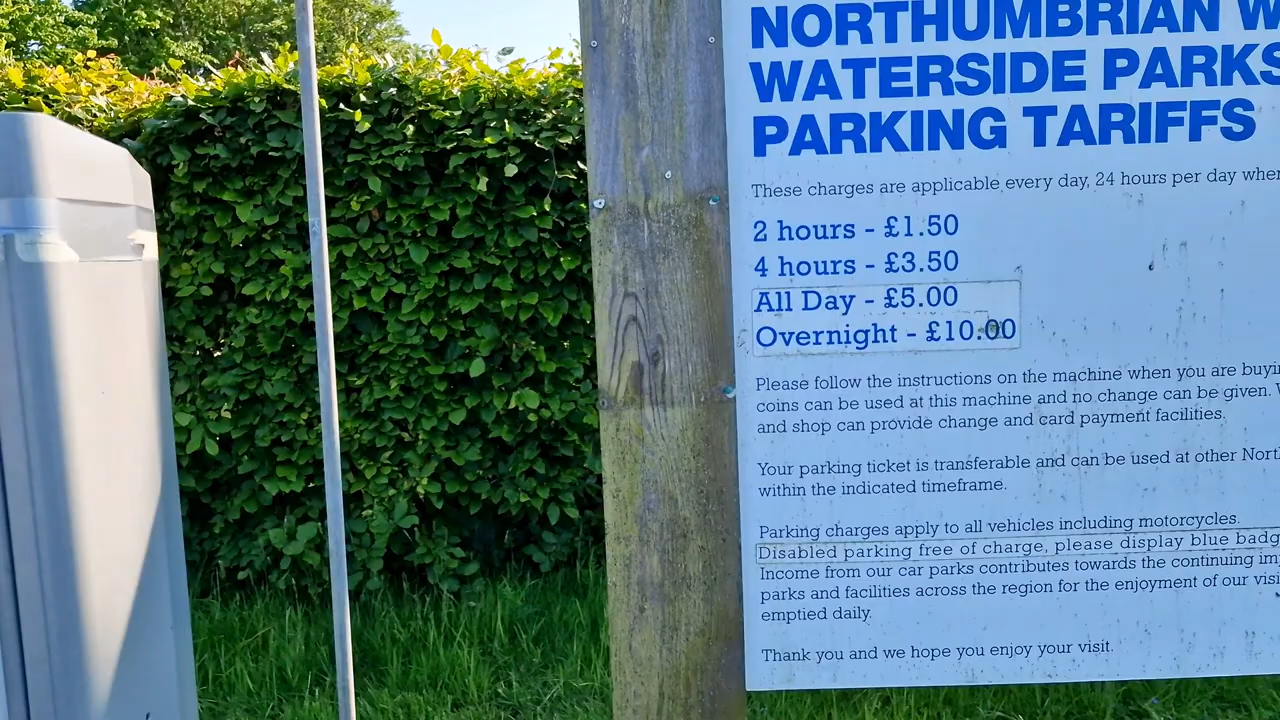 NORTHUMBRIAN W
WATERSIDE PARKS
PARKING TARIFFS
These charges are applicable every day, 24 hours per day when
2 hours - £1.50
4 hours - £3.50
All Day - £5.00
Overnight - £10.00
Please follow the instructions on the machine when you are buyi
coins can be used at this machine and no change can be given.
and shop can provide change and card payment facilities.
Your parking ticket is transferable and can be used at other Nort
within the indicated timeframe.
Parking charges apply to all vehicles including motorcycles.
Disabled parking free of charge, please display blue badg
Income from our car parks contributes towards the continuing im
parks and facilities across the region for the enjoyment of our visi
emptied daily.
Thank you and we hope you enjoy your visit.